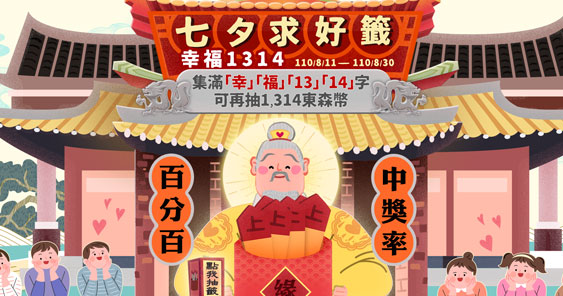 七夕求好籤
幸福1314 110/8/11—110/8/30
集滿「幸」「福」「13」「14」字
可再抽1,314東森幣
百分百
中獎率
上上
上上
點我抽籤
緣